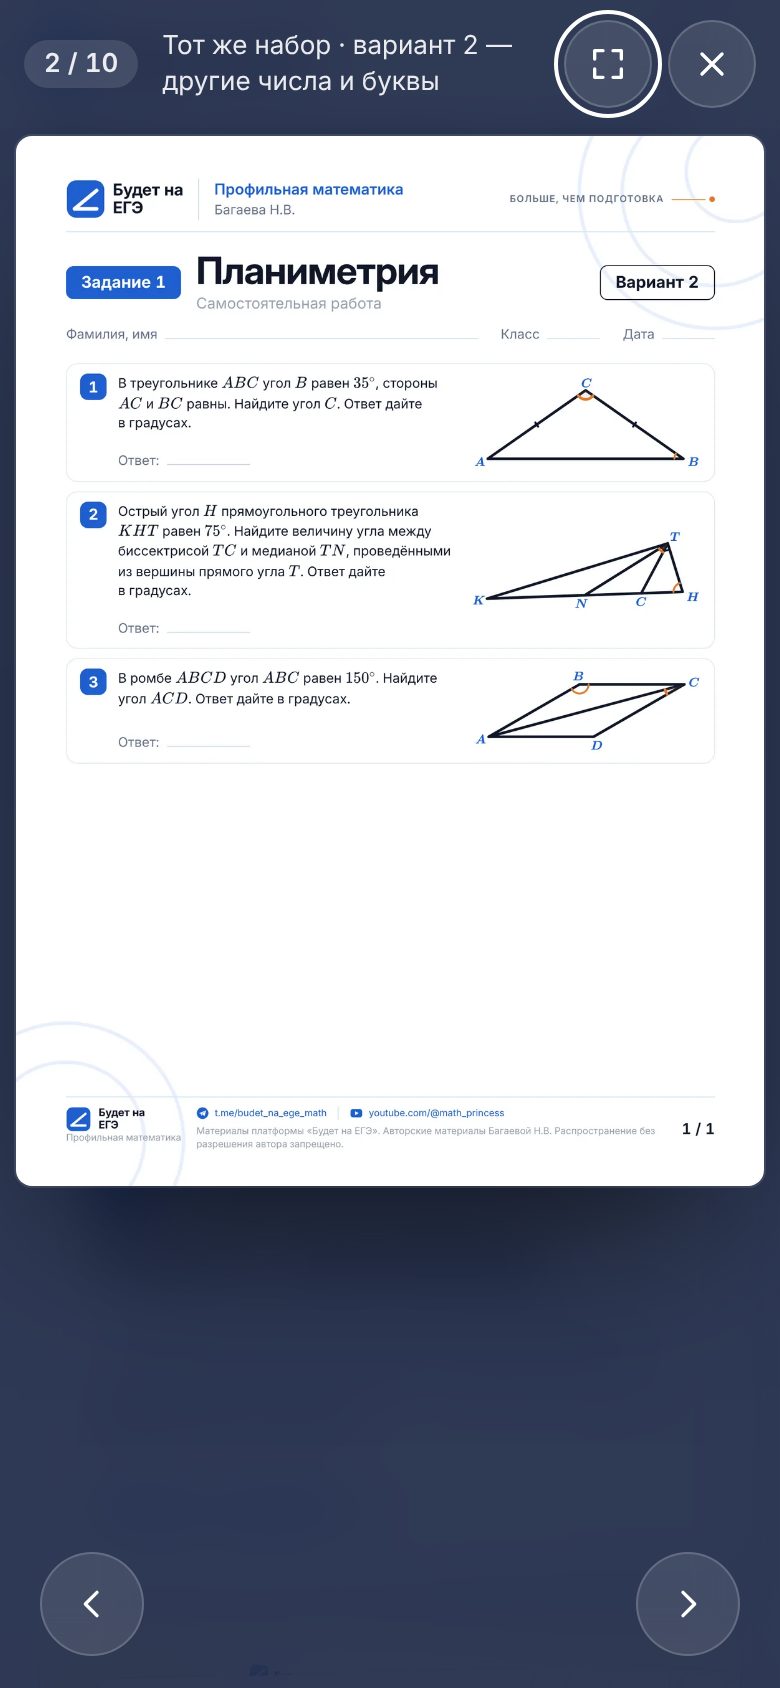 2 / 10
Тот же набор · вариант 2 —
другие числа и буквы
Будет на
ЕГЭ
Профильная математика
Багаева Н.В.
БОЛЬШЕ, ЧЕМ ПОДГОТОВКА
Задание 1
Планиметрия
Самостоятельная работа
Вариант 2
Фамилия, имя
Класс
Дата
1
В треугольнике ABC угол B равен 35°, стороны
AC и BC равны. Найдите угол C. Ответ дайте
в градусах.
Ответ:
C
A
B
2
Острый угол H прямоугольного треугольника
KHT равен 75°. Найдите величину угла между
биссектрисой TC и медианой TN, проведёнными
из вершины прямого угла T. Ответ дайте
в градусах.
Ответ:
T
K
N
C
H
3
В ромбе ABCD угол ABC равен 150°. Найдите
угол ACD. Ответ дайте в градусах.
Ответ:
B
C
A
D
Будет на
ЕГЭ
Профильная математика
t.me/budet_na_ege_math
youtube.com/@math_princess
Материалы платформы «Будет на ЕГЭ». Авторские материалы Багаевой Н.В. Распространение без
разрешения автора запрещено.
1 / 1